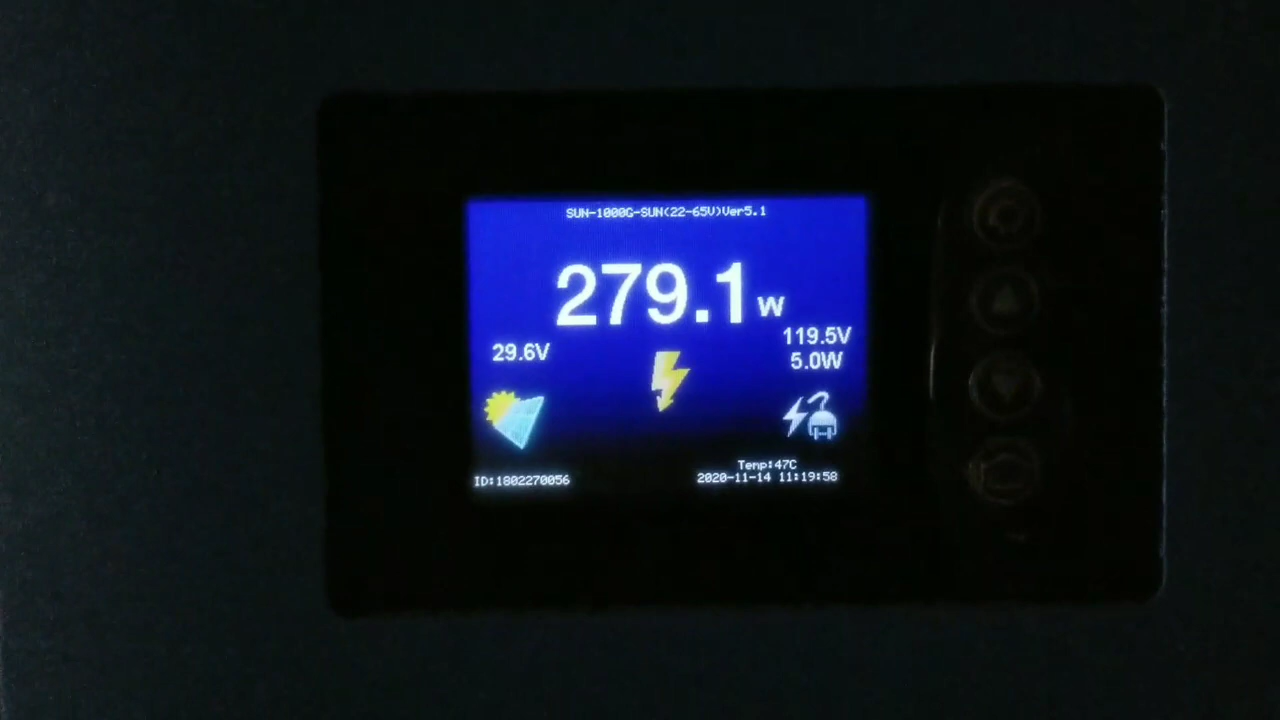 SUN-1000G-SUN(22-65V)Ver5.1
279.1W
29.6V
119.5V
5.0W
Temp:47C
ID:1802270056
2020-11-14 11:19:58